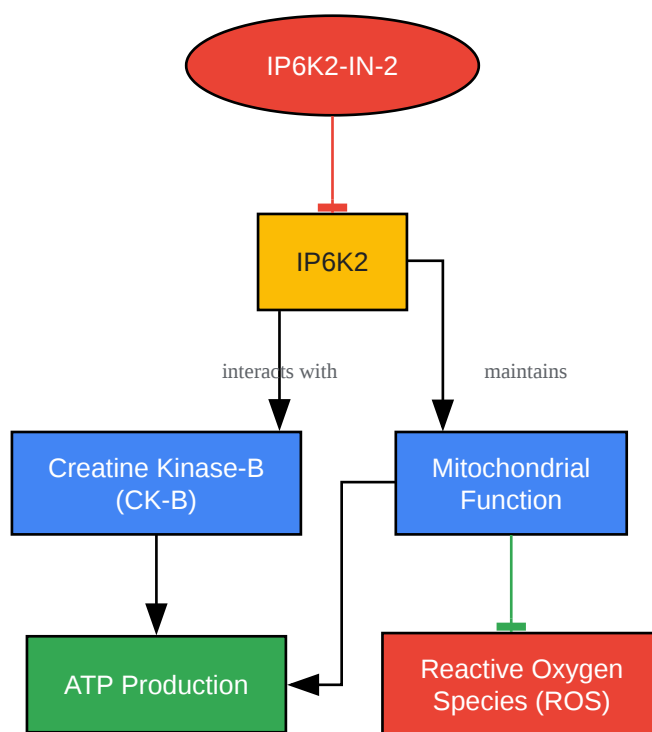 IP6K2-IN-2
IP6K2
interacts with
maintains
Creatine Kinase-B
(CK-B)
Mitochondrial
Function
ATP Production
Reactive Oxygen
Species (ROS)